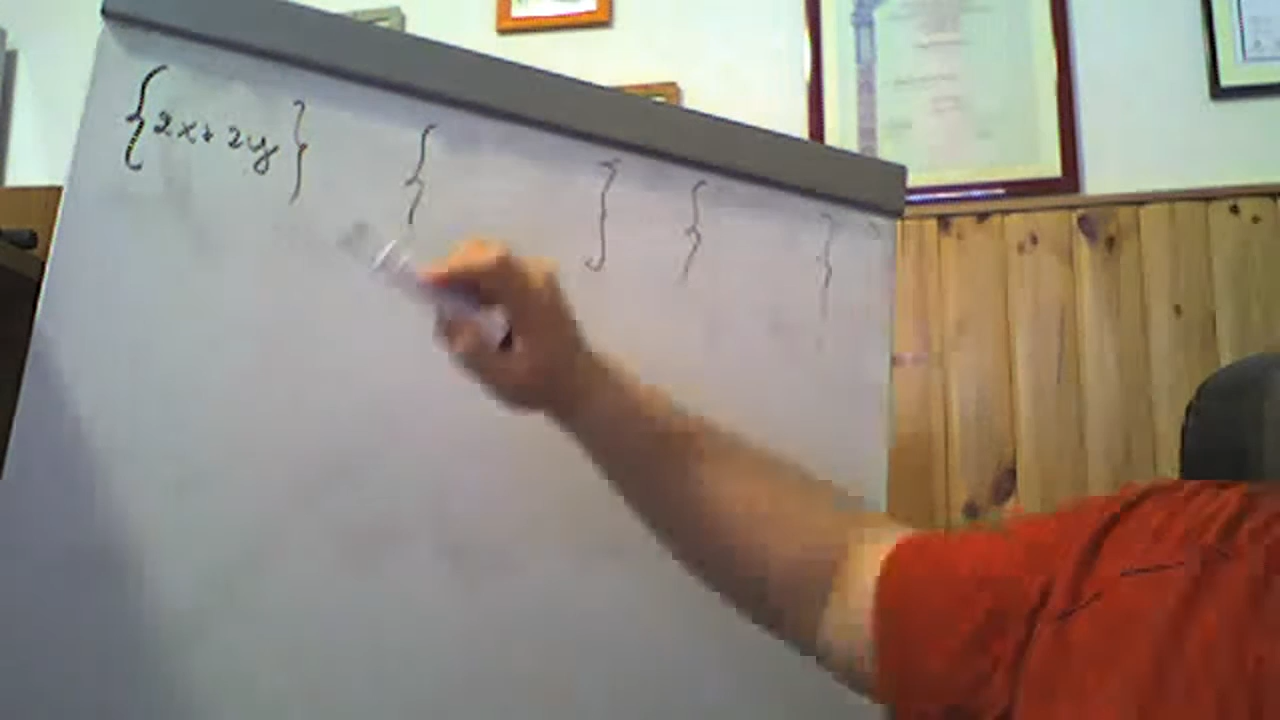 {2x+2y} { } { }